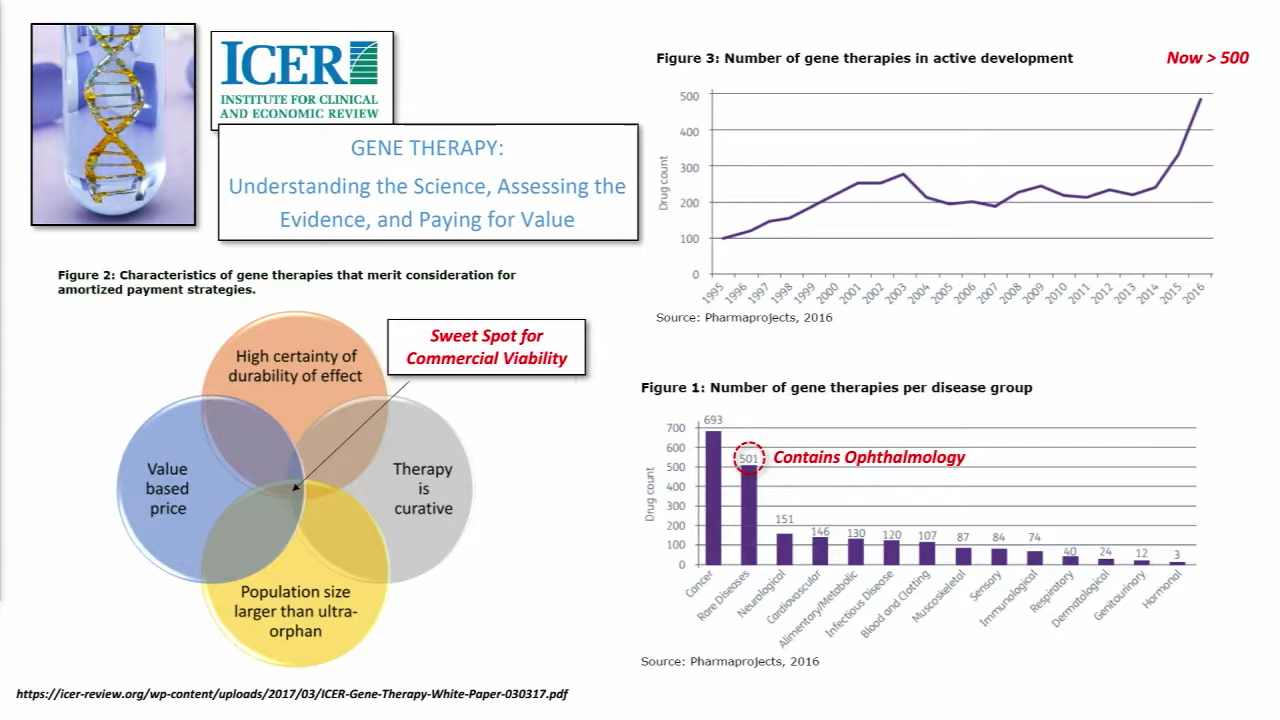 ICER
INSTITUTE FOR CLINICAL
AND ECONOMIC REVIEW
GENE THERAPY:
Understanding the Science, Assessing the
Evidence, and Paying for Value
Figure 2: Characteristics of gene therapies that merit consideration for
amortized payment strategies.
Sweet Spot for
Commercial Viability
High certainty of
durability of effect
Value
based
price
Therapy
is
curative
Population size
larger than ultra-
orphan
https://icer-review.org/wp-content/uploads/2017/03/ICER-Gene-Therapy-White-Paper-030317.pdf
Figure 3: Number of gene therapies in active development
Now > 500
Drug count
500
400
300
200
100
0
1995 1996 1997 1998 1999 2000 2001 2002 2003 2004 2005 2006 2007 2008 2009 2010 2011 2012 2013 2014 2015 2016
Source: Pharmaprojects, 2016
Figure 1: Number of gene therapies per disease group
Drug count
700
600
500
400
300
200
100
0
693 501 151 146 130 120 107 87 84 74 40 24 12 3
Contains Ophthalmology
Cancer
Rare Diseases
Neurological
Cardiovascular
Alimentary/Metabolic
Infectious Disease
Blood and Clotting
Muscoskeletal
Sensory
Immunological
Respiratory
Dermatological
Genitourinary
Hormonal
Source: Pharmaprojects, 2016